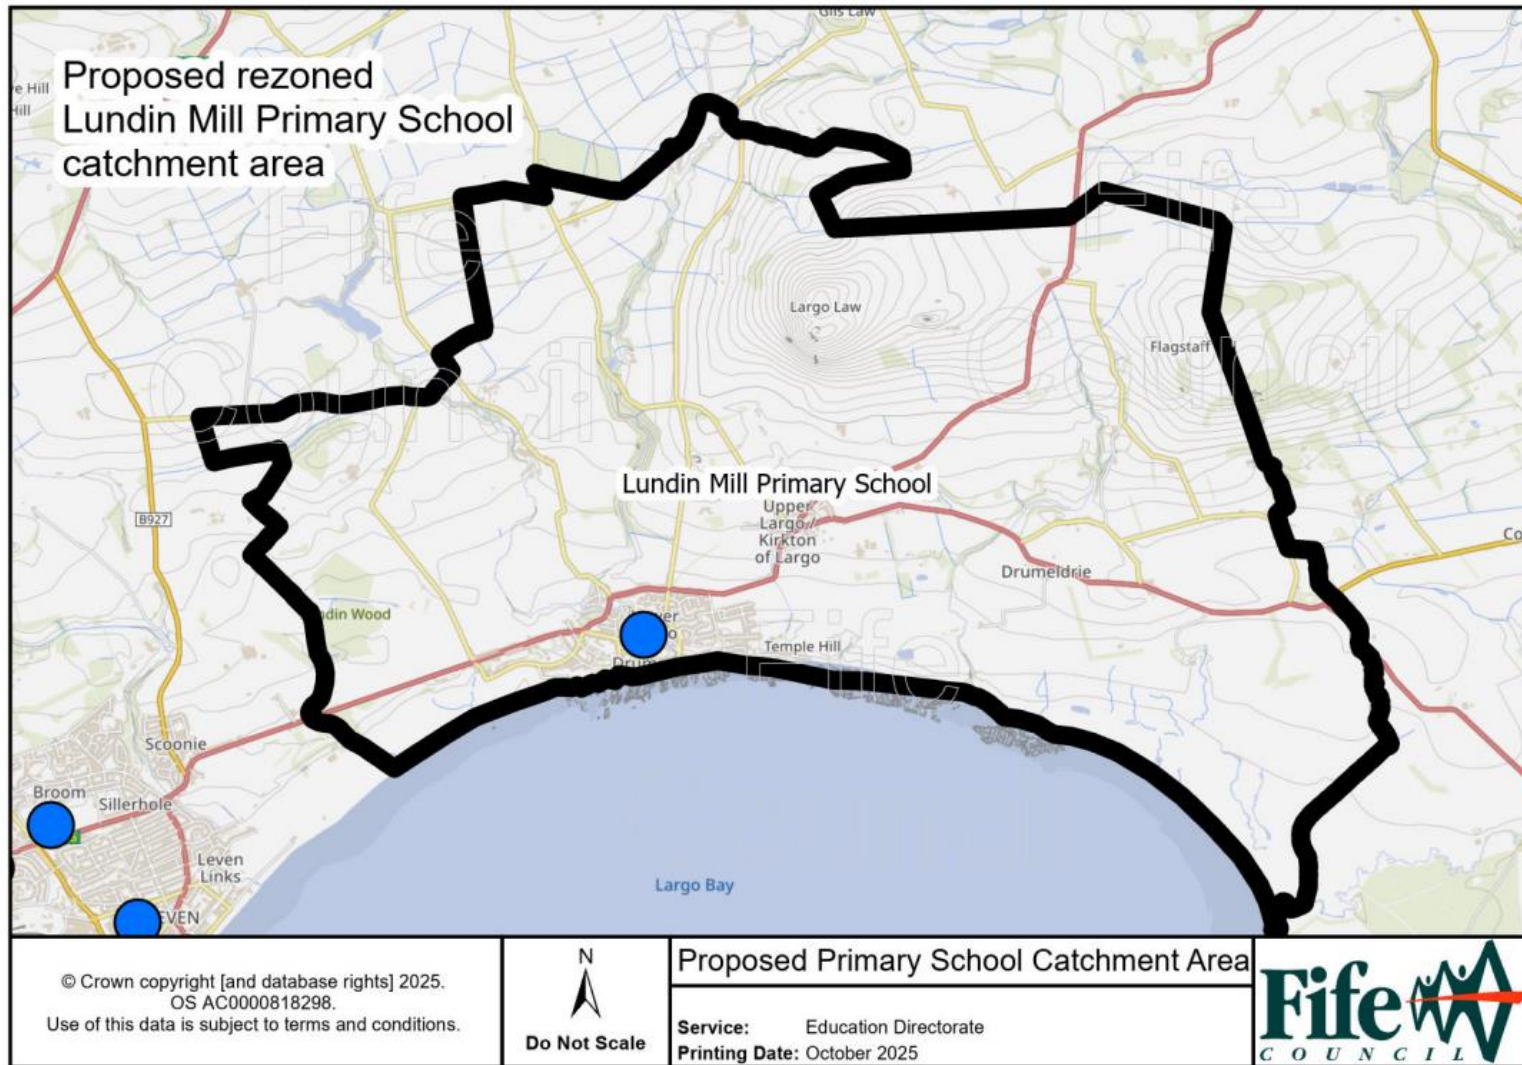 Proposed rezoned
Lundin Mill Primary School
catchment area
Largo Law
B927
Lundin Mill Primary School
Upper
Largo /
Kirkton
of Largo
Drumeldrie
Temple Hill
Scoonie
Broom
Sillerhole
Leven
Links
Largo Bay
Flagstaff
© Crown copyright [and database rights] 2025.
OS AC0000818298.
Use of this data is subject to terms and conditions.
N
Do Not Scale
Proposed Primary School Catchment Area
Service: Education Directorate
Printing Date: October 2025
Fife
COUNCIL